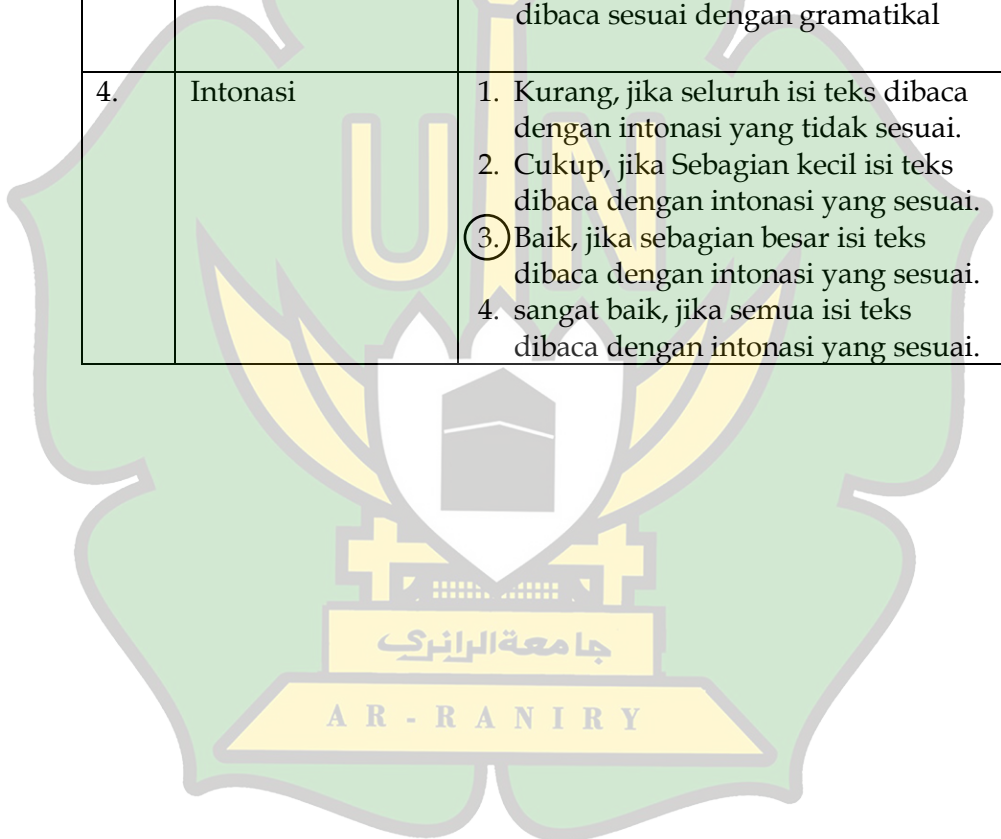 dibaca sesuai dengan gramatikal
4. Intonasi 1. Kurang, jika seluruh isi teks dibaca
dengan intonasi yang tidak sesuai.
2. Cukup, jika Sebagian kecil isi teks
dibaca dengan intonasi yang sesuai.
3. Baik, jika sebagian besar isi teks
dibaca dengan intonasi yang sesuai.
4. sangat baik, jika semua isi teks
dibaca dengan intonasi yang sesuai.
UIN
جامعةالرانري
AR-RANIRY